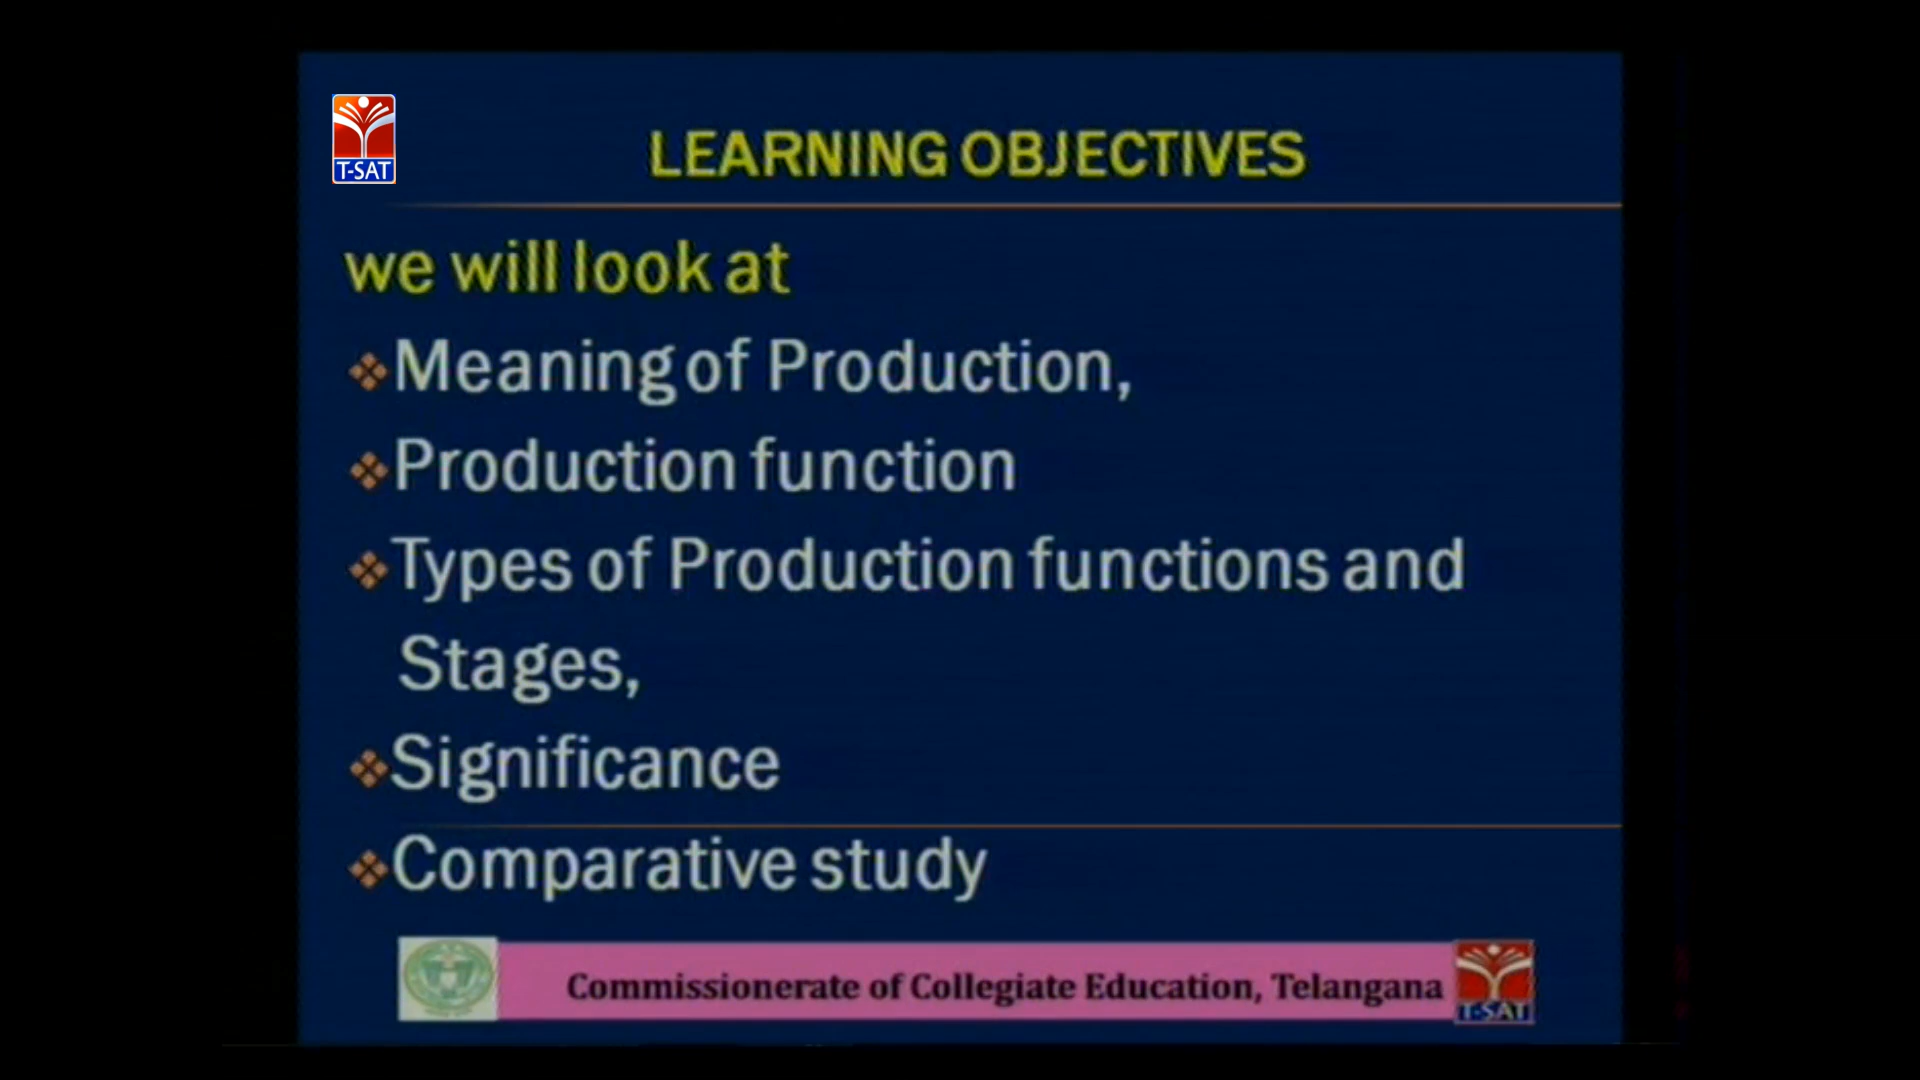 T-SAT
LEARNING OBJECTIVES
we will look at
Meaning of Production,
Production function
Types of Production functions and
Stages,
Significance
Comparative study
Commissionerate of Collegiate Education, Telangana
T-SAT